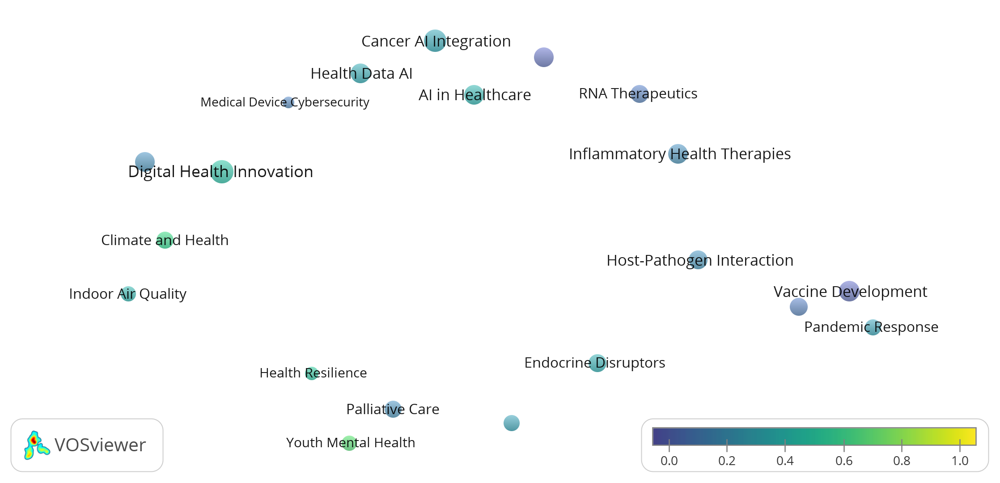 Cancer AI Integration
Health Data AI
AI in Healthcare
RNA Therapeutics
Medical Device Cybersecurity
Inflammatory Health Therapies
Digital Health Innovation
Climate and Health
Host-Pathogen Interaction
Indoor Air Quality
Vaccine Development
Pandemic Response
Endocrine Disruptors
Health Resilience
Palliative Care
Youth Mental Health
VOSviewer
0.0 0.2 0.4 0.6 0.8 1.0